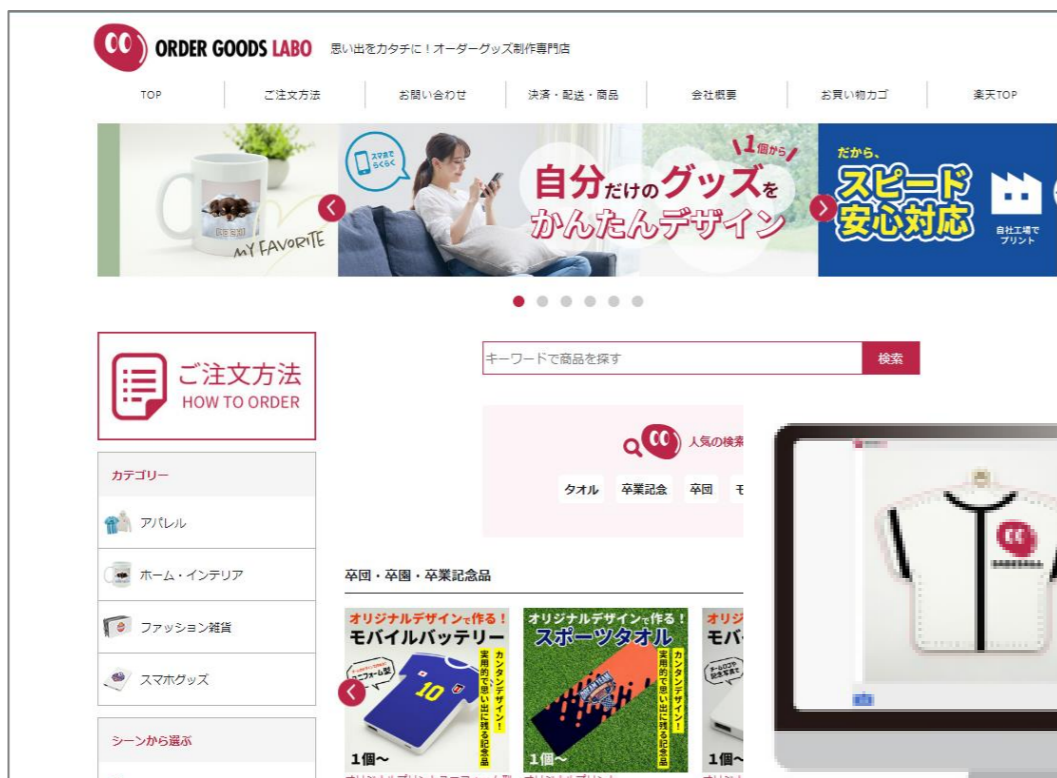 ORDER GOODS LABO
思い出をカタチに！オーダーグッズ制作専門店
TOP
ご注文方法
お問い合わせ
決済・配送・商品
会社概要
お買い物カゴ
楽天TOP
MY FAVORITE
スマホで
らくらく
1個から
自分だけのグッズを
かんたんデザイン
だから、
スピード
安心対応
自社工場で
プリント
キーワードで商品を探す
検索
ご注文方法
HOW TO ORDER
人気の検索
タオル
卒業記念
卒団
カテゴリー
アパレル
ホーム・インテリア
ファッション雑貨
スマホグッズ
シーンから選ぶ
卒団・卒園・卒業記念品
オリジナルデザインで作る！
モバイルバッテリー
カンタンデザイン！
実用的で思い出に残る記念品
10
1個～
オリジナルデザインで作る！
スポーツタオル
カンタンデザイン！
実用的で思い出に残る記念品
DREAM TEAM
1個～
オリジ
モバ
1個～